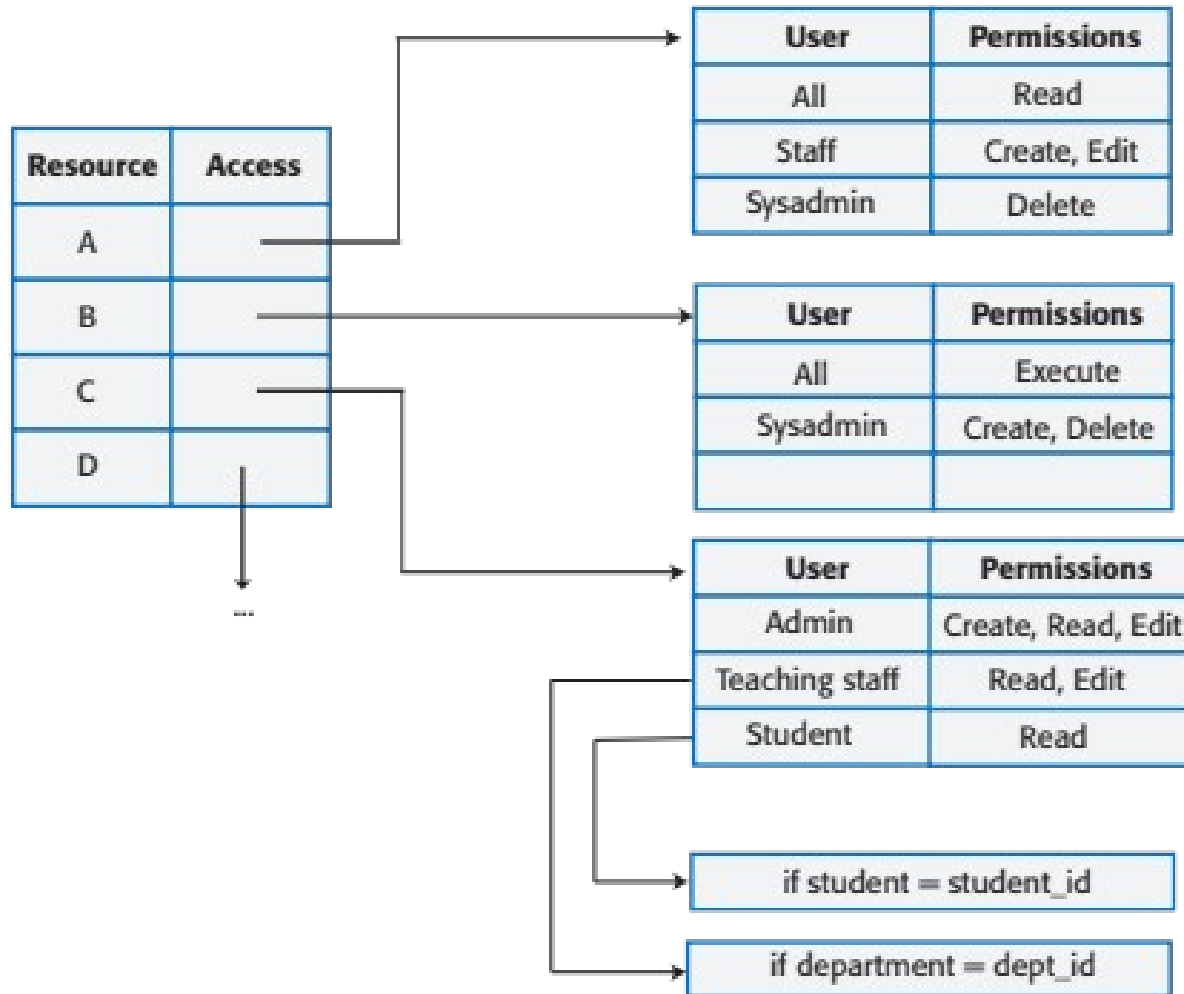 Resource Access
A
B
C
D
...
User Permissions
All Read
Staff Create, Edit
Sysadmin Delete
User Permissions
All Execute
Sysadmin Create, Delete
User Permissions
Admin Create, Read, Edit
Teaching staff Read, Edit
Student Read
if student = student_id
if department = dept_id